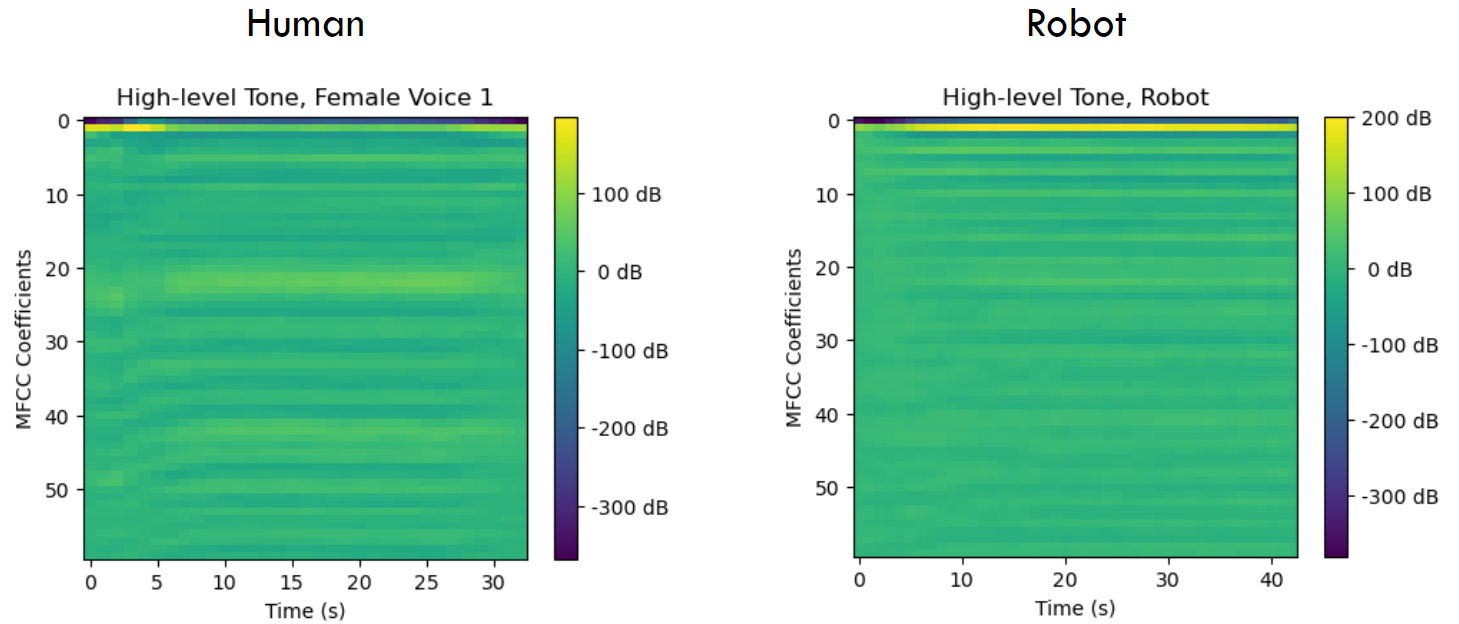 Human
Robot
High-level Tone, Female Voice 1
0
10
20
30
40
50
MFCC Coefficients
0 5 10 15 20 25 30
Time (s)
100 dB
0 dB
-100 dB
-200 dB
-300 dB
High-level Tone, Robot
0
10
20
30
40
50
MFCC Coefficients
0 10 20 30 40
Time (s)
200 dB
100 dB
0 dB
-100 dB
-200 dB
-300 dB